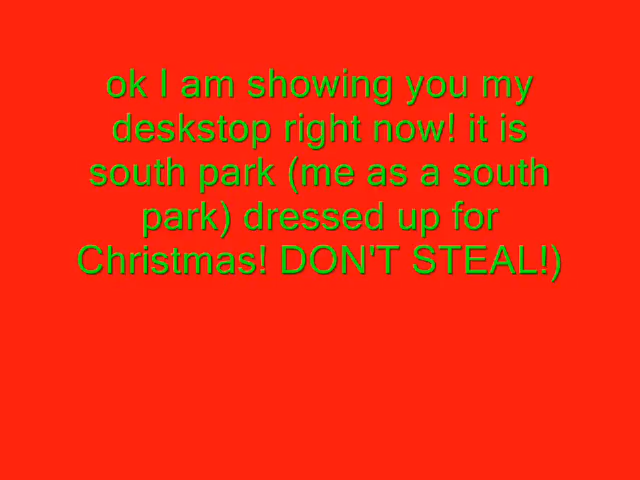 ok I am showing you my
deskstop right now! it is
south park (me as a south
park) dressed up for
Christmas! DON'T STEAL!)